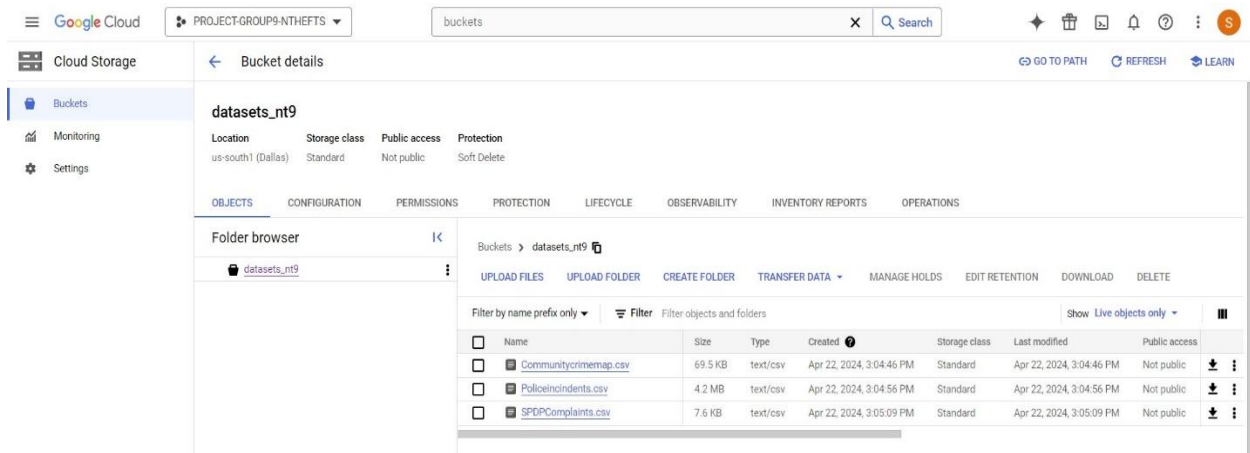 Google Cloud PROJECT-GROUP9-NTHEFTS buckets Search S
Cloud Storage Bucket details GO TO PATH REFRESH LEARN
Buckets
Monitoring
Settings
datasets_nt9
Location Storage class Public access Protection
us-south1 (Dallas) Standard Not public Soft Delete
OBJECTS CONFIGURATION PERMISSIONS PROTECTION LIFECYCLE OBSERVABILITY INVENTORY REPORTS OPERATIONS
Folder browser
datasets_nt9
Buckets > datasets_nt9
UPLOAD FILES UPLOAD FOLDER CREATE FOLDER TRANSFER DATA MANAGE HOLDS EDIT RETENTION DOWNLOAD DELETE
Filter by name prefix only Filter Filter objects and folders Show Live objects only
Name Size Type Created Storage class Last modified Public access
Communitycrimemap.csv 69.5 KB text/csv Apr 22, 2024, 3:04:46 PM Standard Apr 22, 2024, 3:04:46 PM Not public
Policeincindents.csv 4.2 MB text/csv Apr 22, 2024, 3:04:56 PM Standard Apr 22, 2024, 3:04:56 PM Not public
SPDPComplaints.csv 7.6 KB text/csv Apr 22, 2024, 3:05:09 PM Standard Apr 22, 2024, 3:05:09 PM Not public